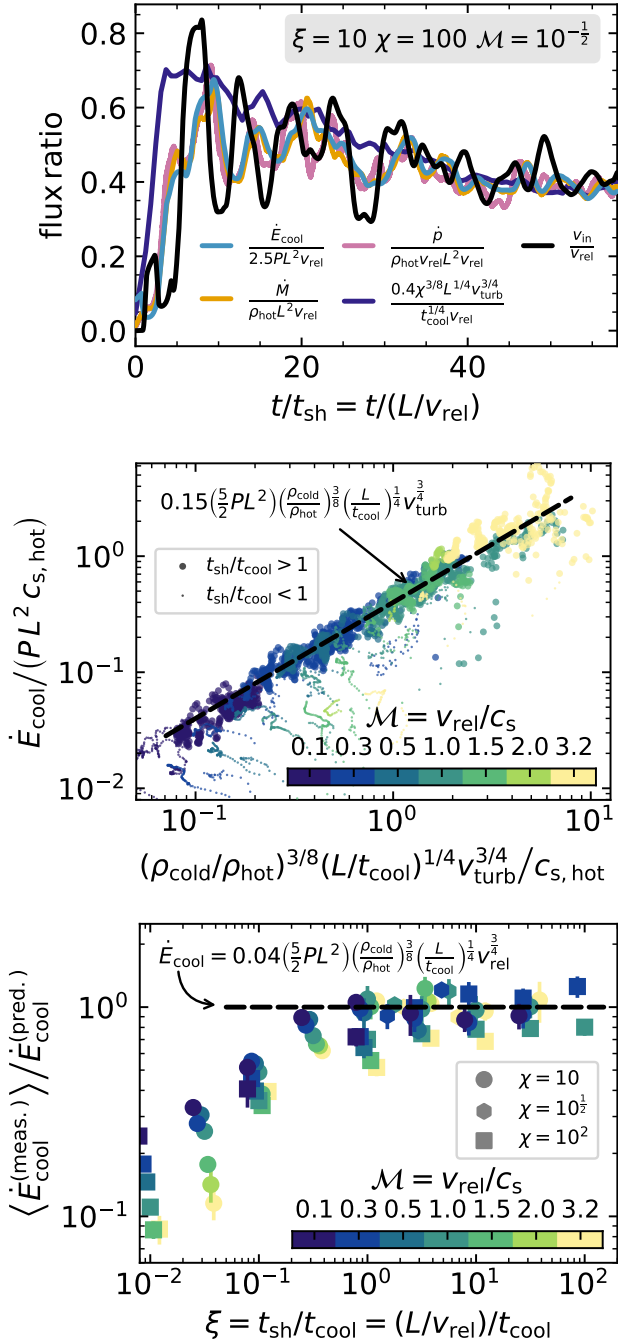 ξ = 10 χ = 100 ℳ = 10^{-1/2}
0.8
0.6
0.4
0.2
0.0
flux ratio
Ė_cool / 2.5PL²v_rel
ṗ / ρ_hot v_rel L² v_rel
v_in / v_rel
Ṁ / ρ_hot L² v_rel
0.4χ^{3/8}L^{1/4}v_turb^{3/4} / t_cool^{1/4} v_rel
0 20 40
t/t_sh = t/(L/v_rel)
0.15(5/2 PL²)(ρ_cold/ρ_hot)^{3/8}(L/t_cool)^{1/4}v_turb^{3/4}
t_sh/t_cool > 1
t_sh/t_cool < 1
10⁰
10⁻¹
10⁻²
Ė_cool/(PL² c_{s, hot})
ℳ = v_rel/c_s
0.1 0.3 0.5 1.0 1.5 2.0 3.2
10⁻¹ 10⁰ 10¹
(ρ_cold/ρ_hot)^{3/8}(L/t_cool)^{1/4}v_turb^{3/4}/c_{s, hot}
Ė_cool = 0.04(5/2 PL²)(ρ_cold/ρ_hot)^{3/8}(L/t_cool)^{1/4}v_rel^{3/4}
10⁰
10⁻¹
⟨Ė_cool^{(meas.)}⟩/Ė_cool^{(pred.)}
χ = 10
χ = 10^{1/2}
χ = 10²
ℳ = v_rel/c_s
0.1 0.3 0.5 1.0 1.5 2.0 3.2
10⁻² 10⁻¹ 10⁰ 10¹ 10²
ξ = t_sh/t_cool = (L/v_rel)/t_cool